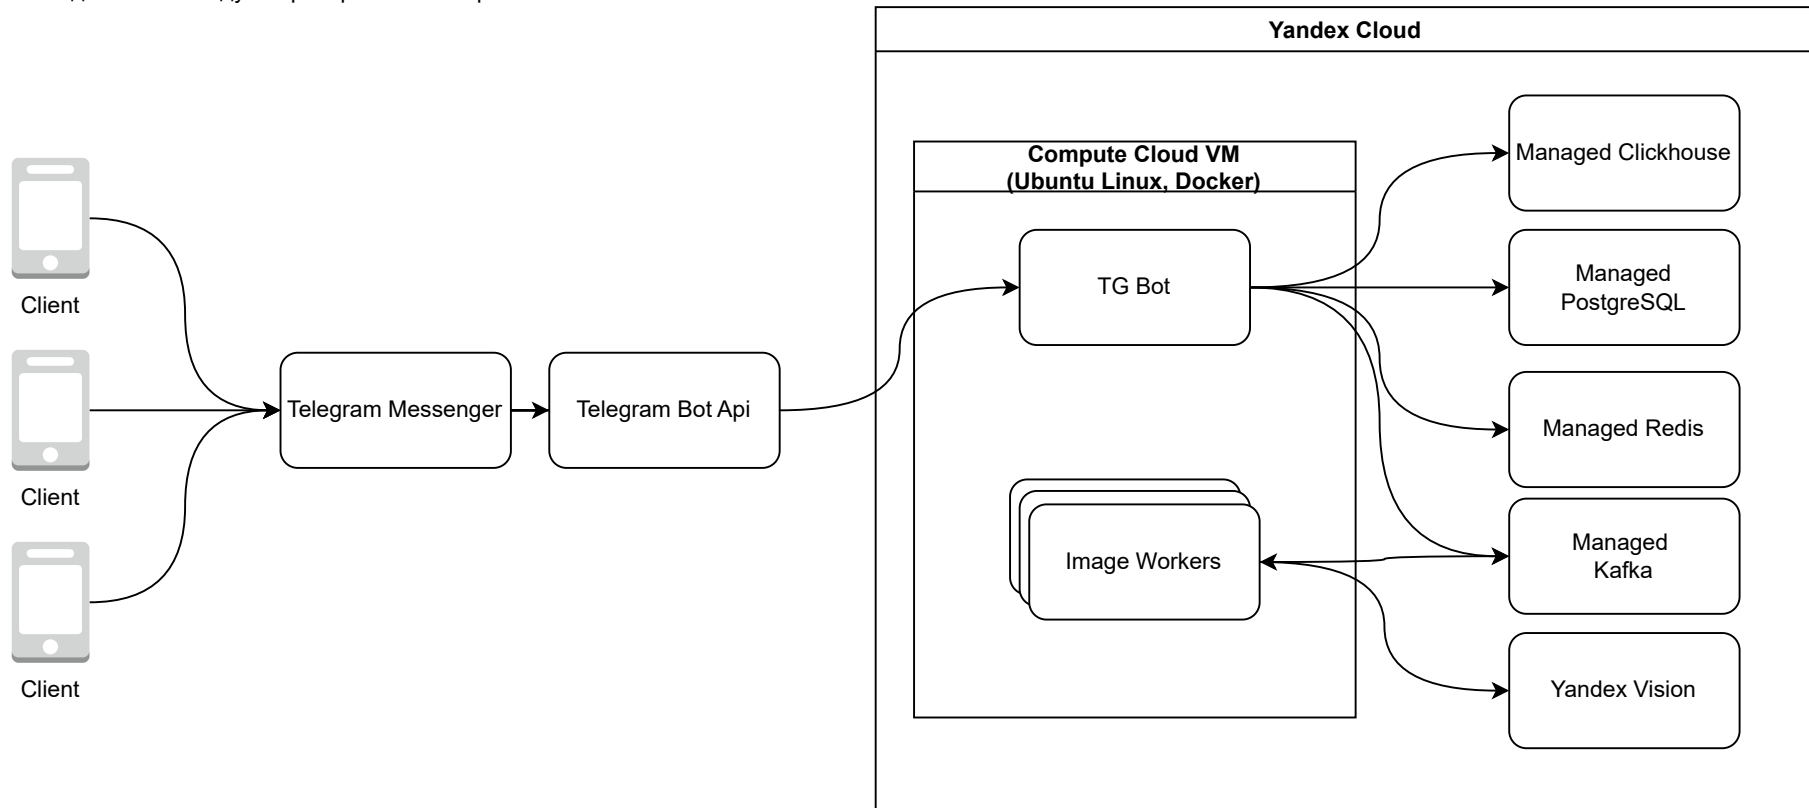 Yandex Cloud
Compute Cloud VM
(Ubuntu Linux, Docker)
Managed Clickhouse
TG Bot
Managed
PostgreSQL
Client
Telegram Messenger
Telegram Bot Api
Managed Redis
Client
Image Workers
Managed
Kafka
Client
Yandex Vision